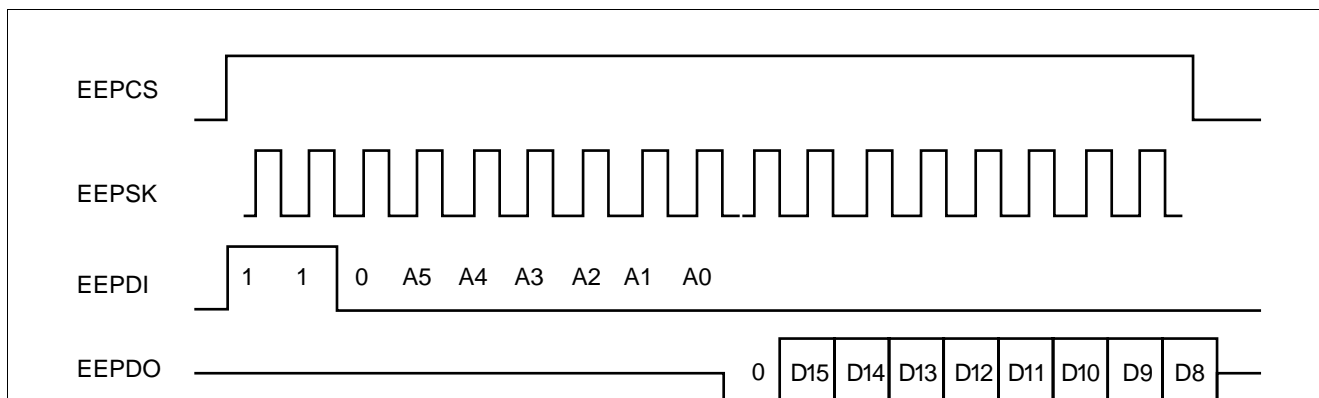 EEPCS
EEPSK
EEPDI 1 1 0 A5 A4 A3 A2 A1 A0
EEPDO 0 D15 D14 D13 D12 D11 D10 D9 D8